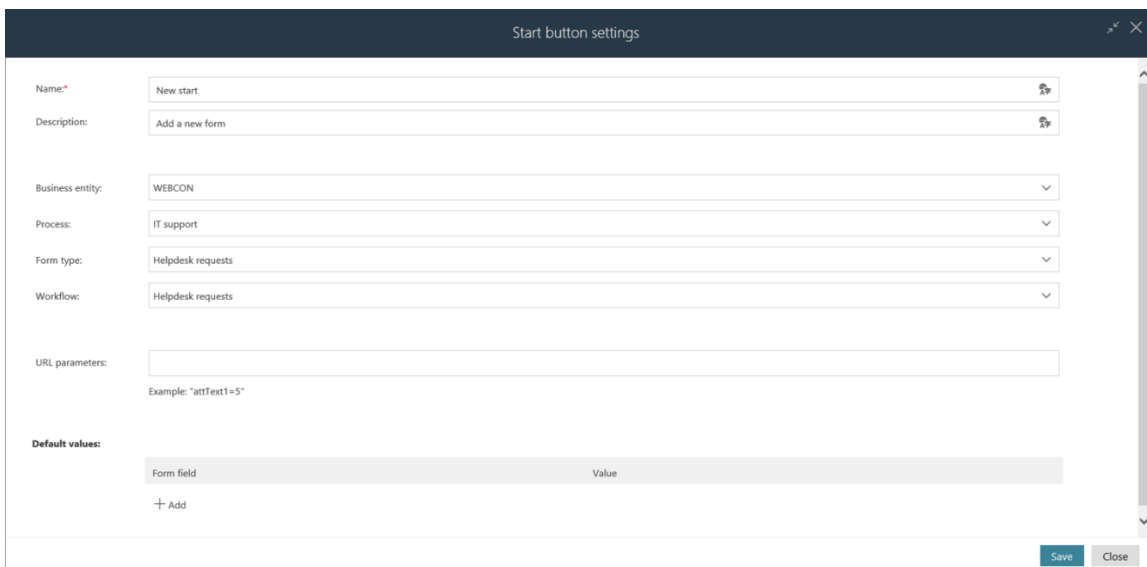 Start button settings
Name:* New start
Description: Add a new form
Business entity: WEBCON
Process: IT support
Form type: Helpdesk requests
Workflow: Helpdesk requests
URL parameters:
Example: "attText1=5"
Default values:
Form field Value
+ Add
Save Close